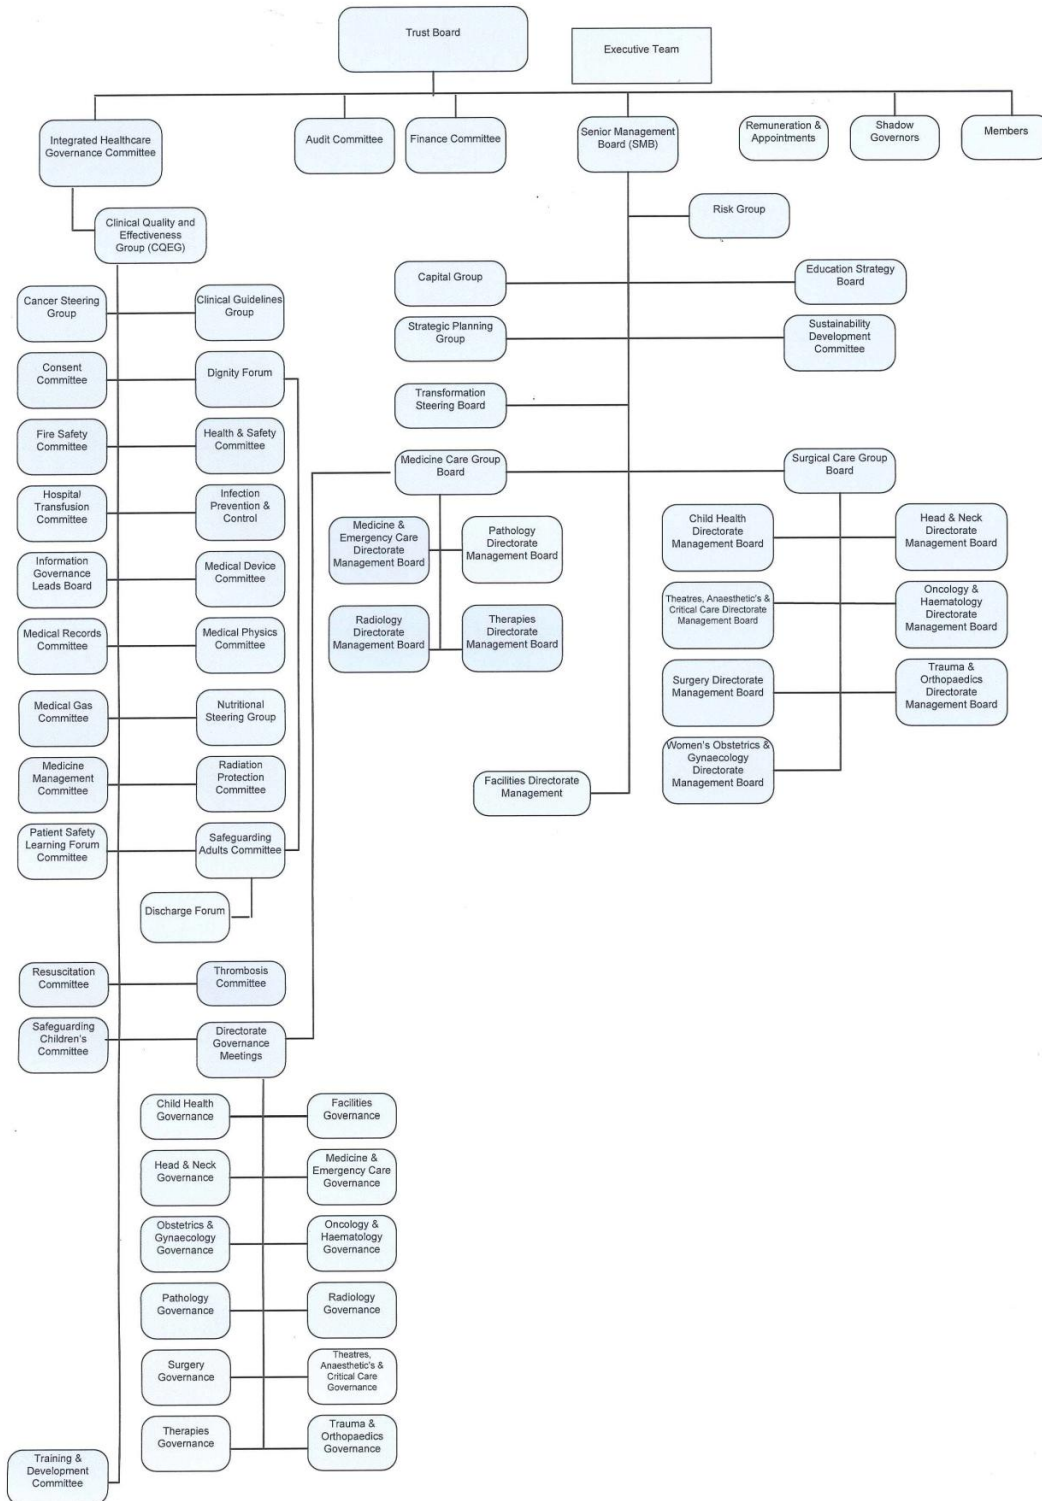 Trust Board
Executive Team
Integrated Healthcare
Governance Committee
Audit Committee
Finance Committee
Senior Management
Board (SMB)
Remuneration &
Appointments
Shadow
Governors
Members
Clinical Quality and
Effectiveness
Group (CQEG)
Risk Group
Capital Group
Education Strategy
Board
Cancer Steering
Group
Clinical Guidelines
Group
Strategic Planning
Group
Sustainability
Development
Committee
Consent
Committee
Dignity Forum
Transformation
Steering Board
Fire Safety
Committee
Health & Safety
Committee
Medicine Care Group
Board
Surgical Care Group
Board
Hospital
Transfusion
Committee
Infection
Prevention &
Control
Medicine &
Emergency Care
Directorate
Management Board
Pathology
Directorate
Management Board
Child Health
Directorate
Management Board
Head & Neck
Directorate
Management Board
Information
Governance
Leads Board
Medical Device
Committee
Theatres, Anaesthetic's &
Critical Care Directorate
Management Board
Oncology &
Haematology
Directorate
Management Board
Medical Records
Committee
Medical Physics
Committee
Radiology
Directorate
Management Board
Therapies
Directorate
Management Board
Surgery Directorate
Management Board
Trauma &
Orthopaedics
Directorate
Management Board
Medical Gas
Committee
Nutritional
Steering Group
Women's Obstetrics &
Gynaecology
Directorate
Management Board
Medicine
Management
Committee
Radiation
Protection
Committee
Facilities Directorate
Management
Patient Safety
Learning Forum
Committee
Safeguarding
Adults Committee
Discharge Forum
Resuscitation
Committee
Thrombosis
Committee
Safeguarding
Children's
Committee
Directorate
Governance
Meetings
Child Health
Governance
Facilities
Governance
Head & Neck
Governance
Medicine &
Emergency Care
Governance
Obstetrics &
Gynaecology
Governance
Oncology &
Haematology
Governance
Pathology
Governance
Radiology
Governance
Surgery
Governance
Theatres,
Anaesthetic's &
Critical Care
Governance
Therapies
Governance
Trauma &
Orthopaedics
Governance
Training &
Development
Committee